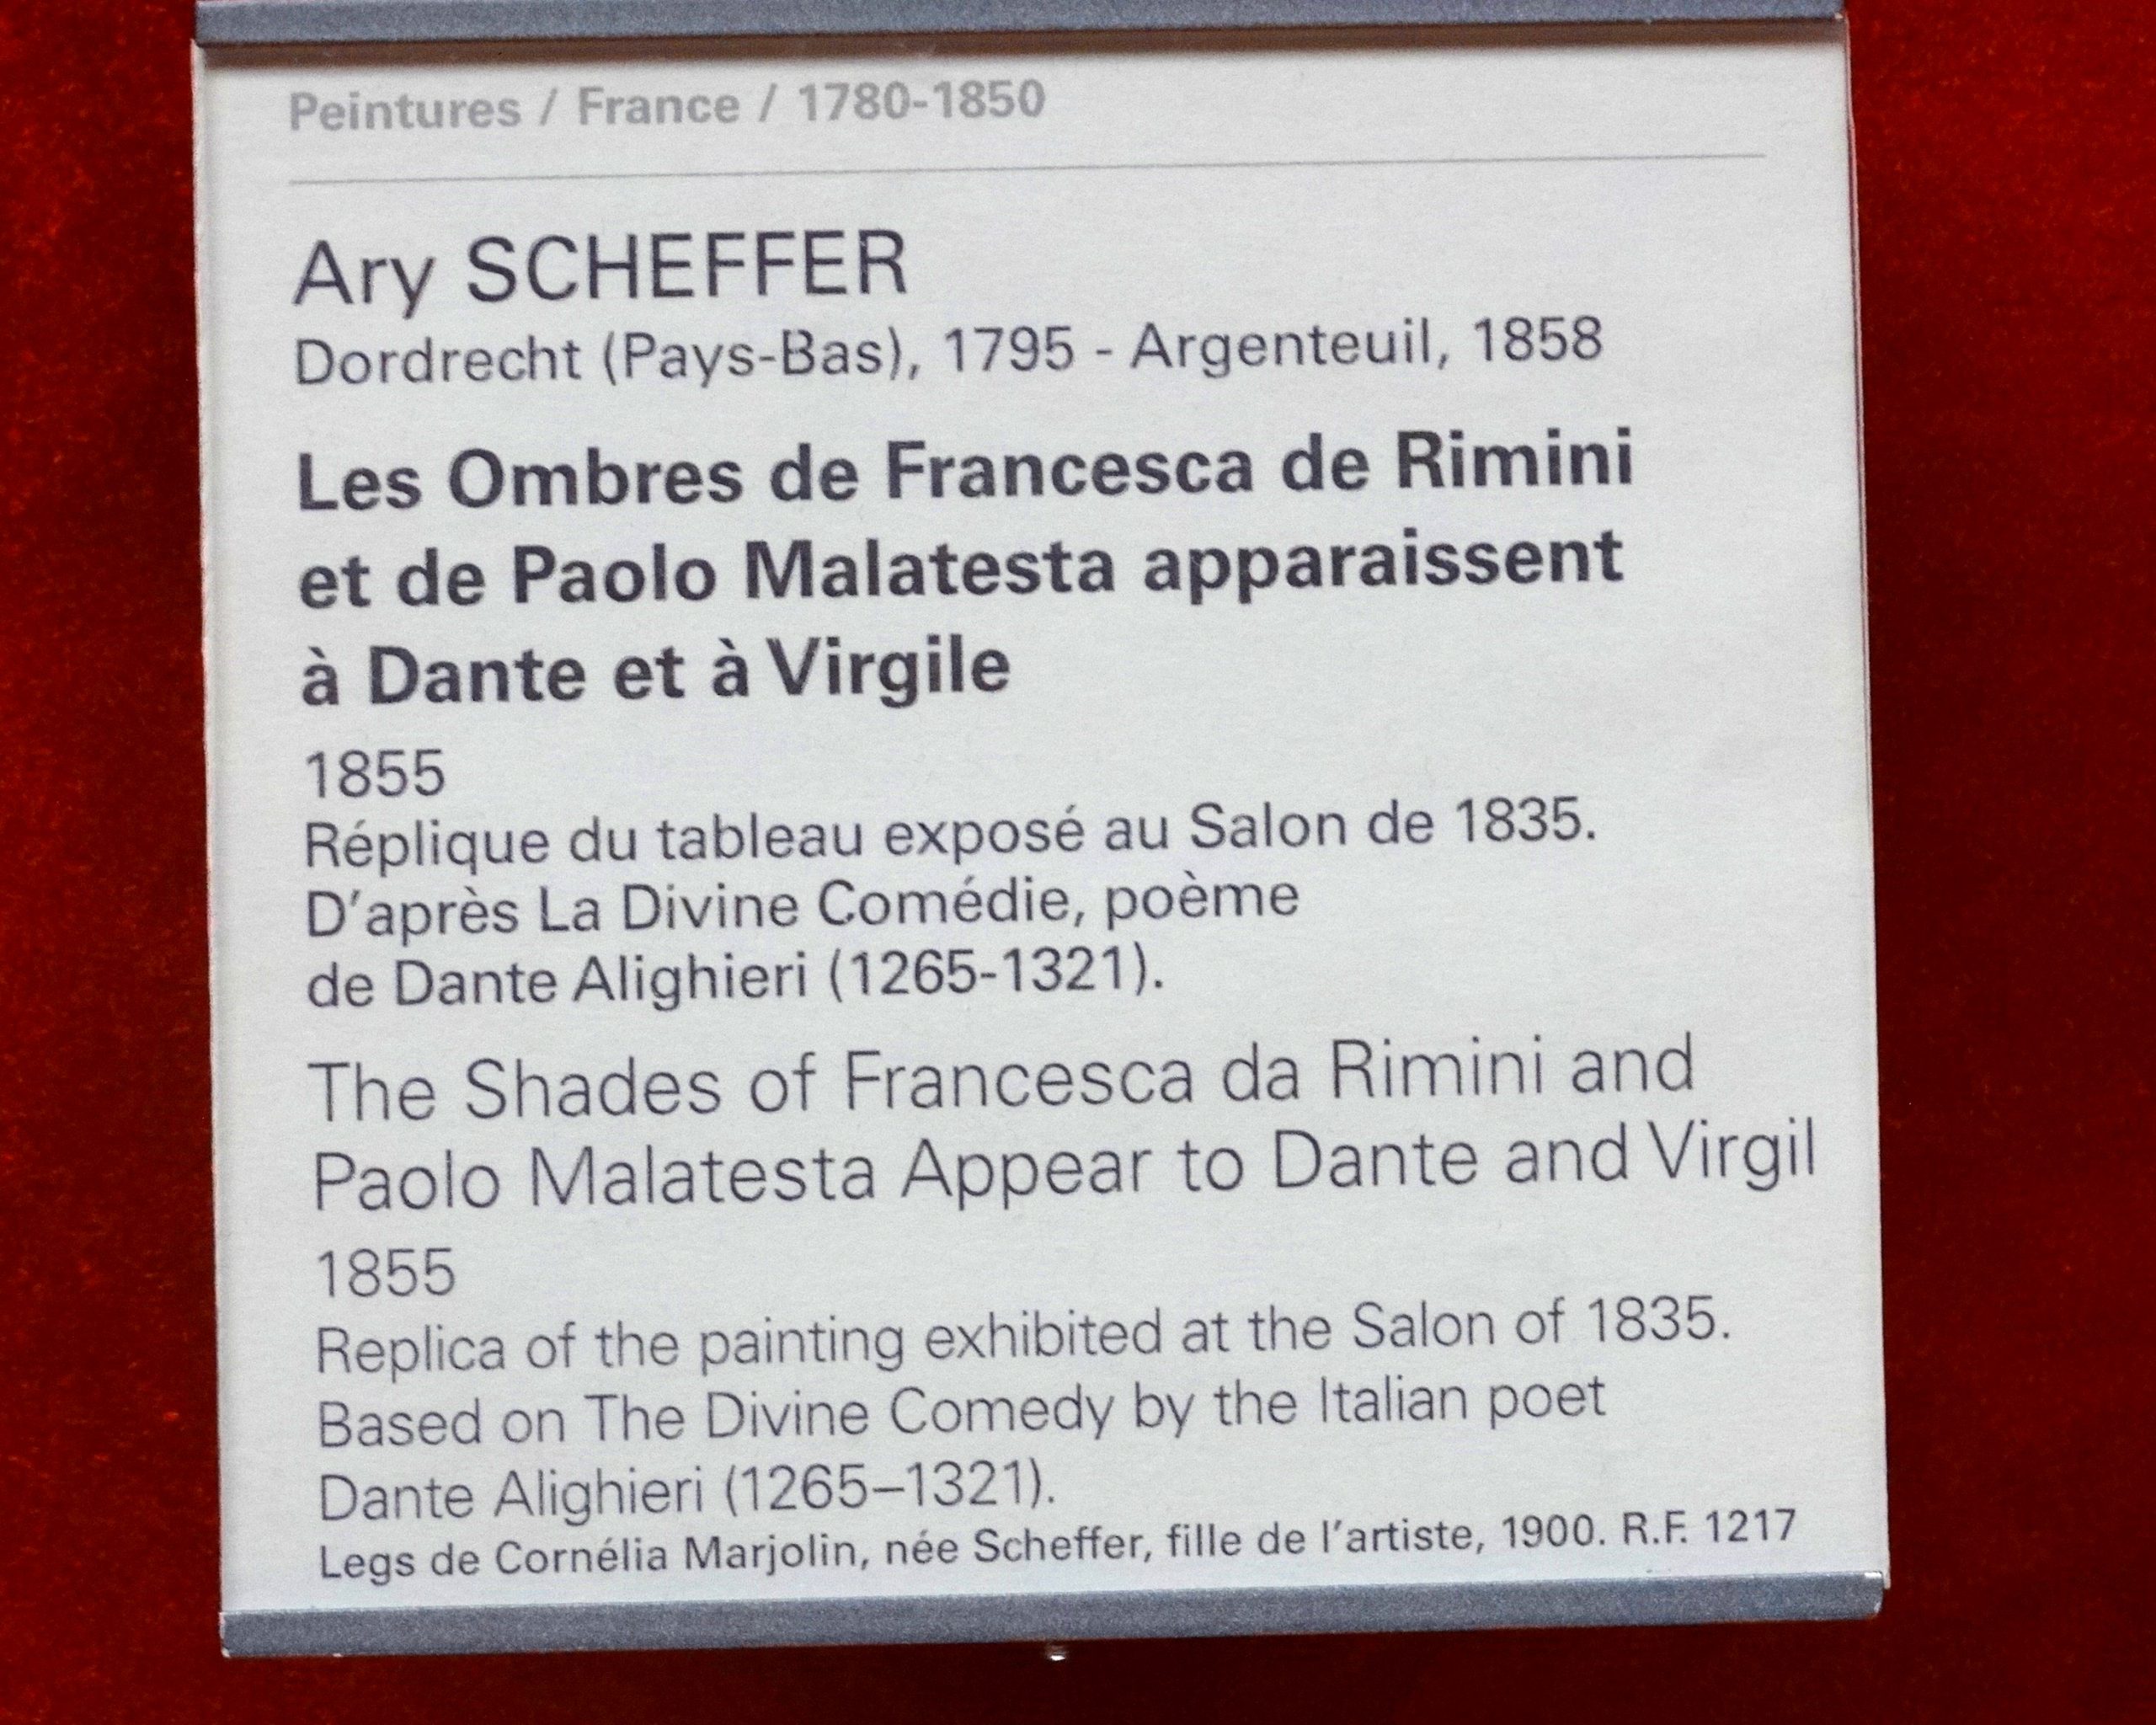 Peintures / France / 1780-1850
Ary SCHEFFER
Dordrecht (Pays-Bas), 1795 - Argenteuil, 1858
Les Ombres de Francesca de Rimini
et de Paolo Malatesta apparaissent
à Dante et à Virgile
1855
Réplique du tableau exposé au Salon de 1835.
D'après La Divine Comédie, poème
de Dante Alighieri (1265-1321).
The Shades of Francesca da Rimini and
Paolo Malatesta Appear to Dante and Virgil
1855
Replica of the painting exhibited at the Salon of 1835.
Based on The Divine Comedy by the Italian poet
Dante Alighieri (1265–1321).
Legs de Cornélia Marjolin, née Scheffer, fille de l'artiste, 1900. R.F. 1217